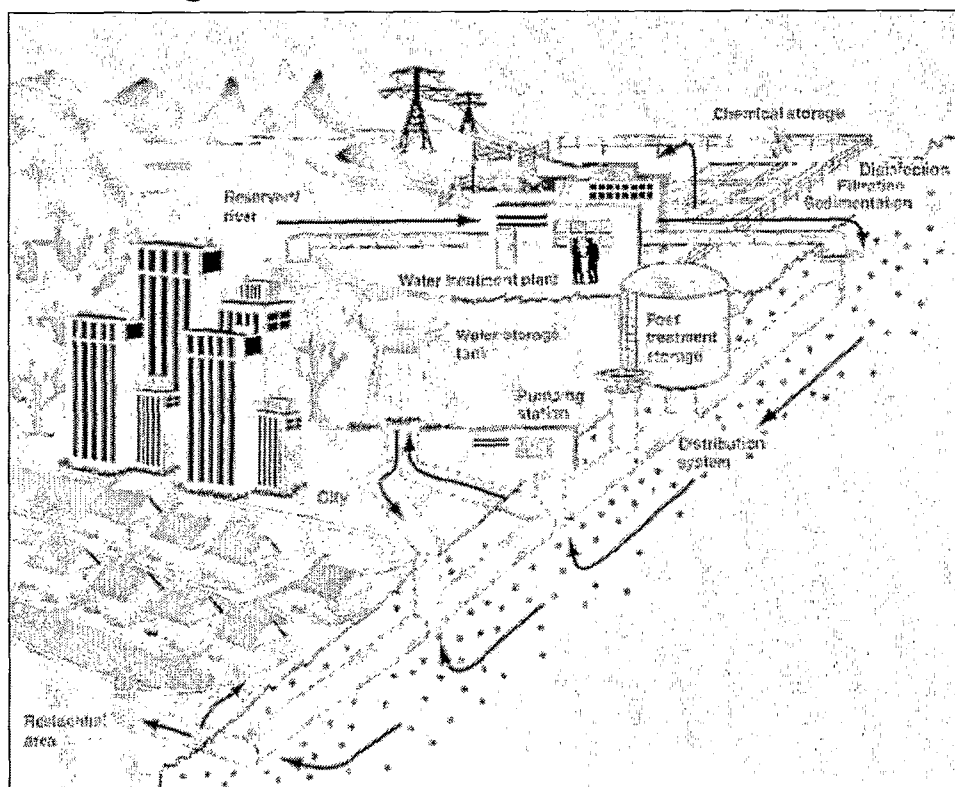 Chemical storage
Disinfection
Filtration
Sedimentation
Reservoir/
river
Water treatment plant
Post
treatment
storage
Water storage
tank
Pumping
station
Distribution
system
City
Residential
area